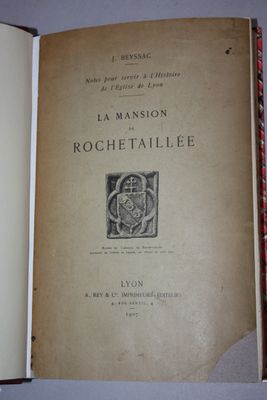 J. BEYSSAC
Notes pour servir à l'Histoire
de l'Eglise de Lyon
LA MANSION
DE
ROCHETAILLÉE
LYON
A. REY & Cie, IMPRIMEURS-ÉDITEURS
4, RUE GENTIL, 4
1907